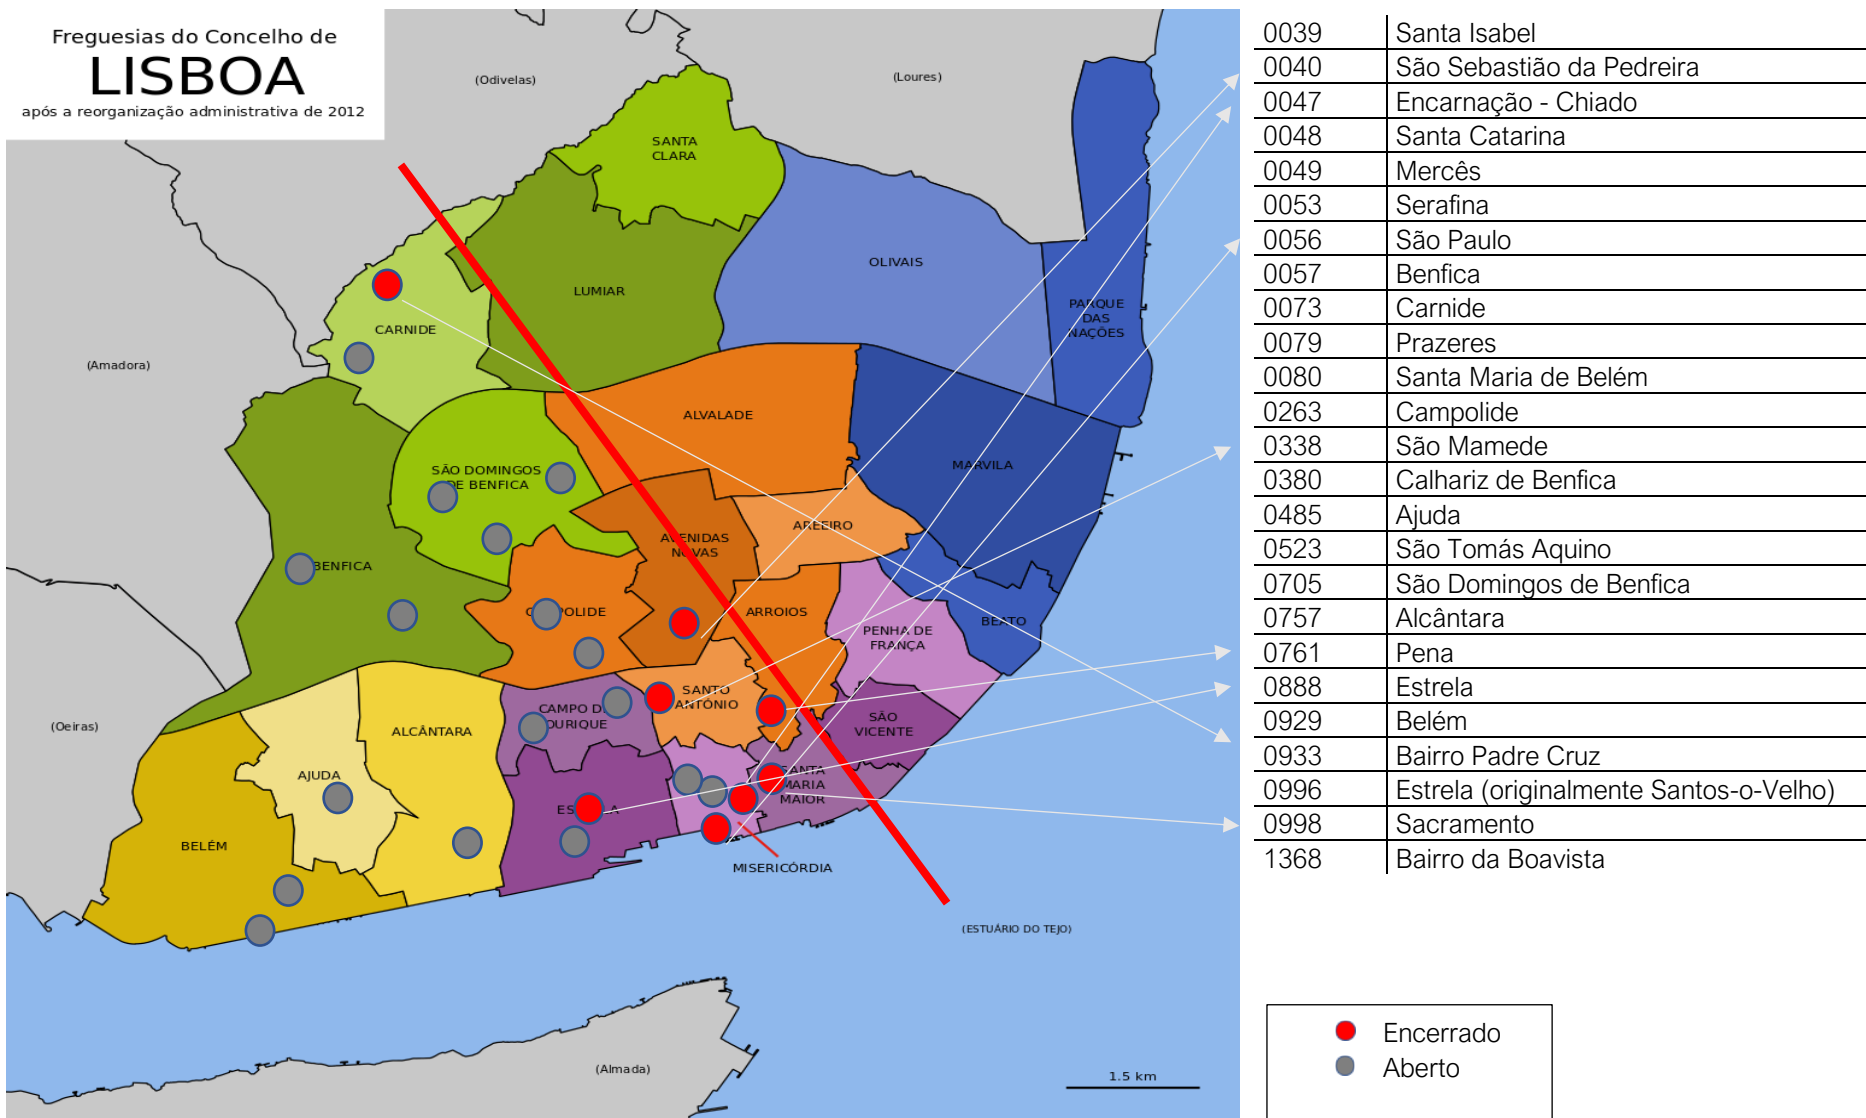 Freguesias do Concelho de
LISBOA
após a reorganização administrativa de 2012
(Odivelas)
(Loures)
SANTA
CLARA
OLIVAIS
LUMIAR
PARQUE
DAS
NAÇÕES
CARNIDE
(Amadora)
ALVALADE
SÃO DOMINGOS
DE BENFICA
MARVILA
AREEIRO
AVENIDAS
NOVAS
BENFICA
CAMPOLIDE
ARROIOS
BEATO
PENHA DE
FRANÇA
SANTO
ANTÓNIO
CAMPO DE
OURIQUE
SÃO
VICENTE
(Oeiras)
ALCÂNTARA
AJUDA
SANTA
MARIA
MAIOR
ESTRELA
BELÉM
MISERICÓRDIA
(ESTUÁRIO DO TEJO)
(Almada)
1.5 km
0039 Santa Isabel
0040 São Sebastião da Pedreira
0047 Encarnação - Chiado
0048 Santa Catarina
0049 Mercês
0053 Serafina
0056 São Paulo
0057 Benfica
0073 Carnide
0079 Prazeres
0080 Santa Maria de Belém
0263 Campolide
0338 São Mamede
0380 Calhariz de Benfica
0485 Ajuda
0523 São Tomás Aquino
0705 São Domingos de Benfica
0757 Alcântara
0761 Pena
0888 Estrela
0929 Belém
0933 Bairro Padre Cruz
0996 Estrela (originalmente Santos-o-Velho)
0998 Sacramento
1368 Bairro da Boavista
Encerrado
Aberto